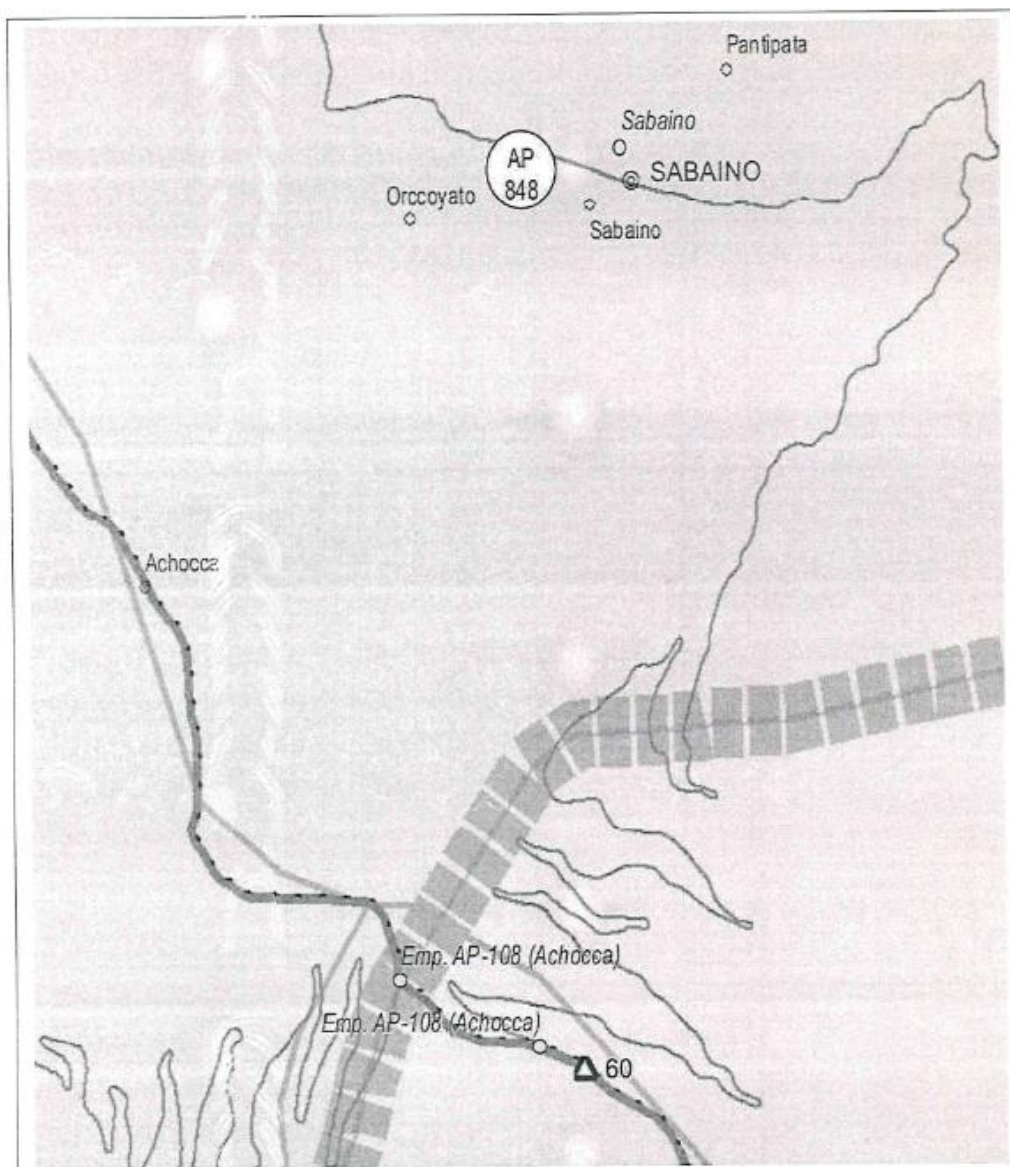 Pantipata
Sabaino
AP
848
SABAINO
Orccoyato
Sabaino
Achocca
Emp. AP-108 (Achocca)
Emp. AP-108 (Achocca)
60